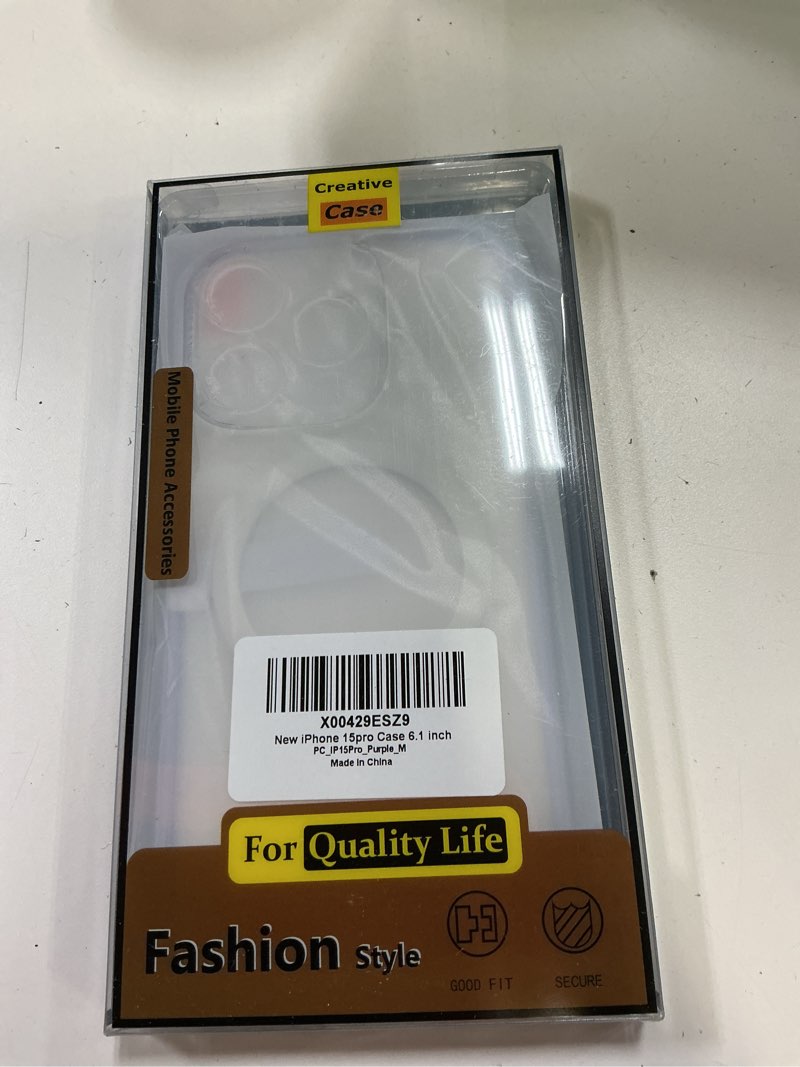 Creative
Case
Mobile Phone Accessories
X00429ESZ9
New iPhone 15pro Case 6.1 inch
PC_IP15Pro_Purple_M
Made in China
For Quality Life
Fashion Style
GOOD FIT
SECURE